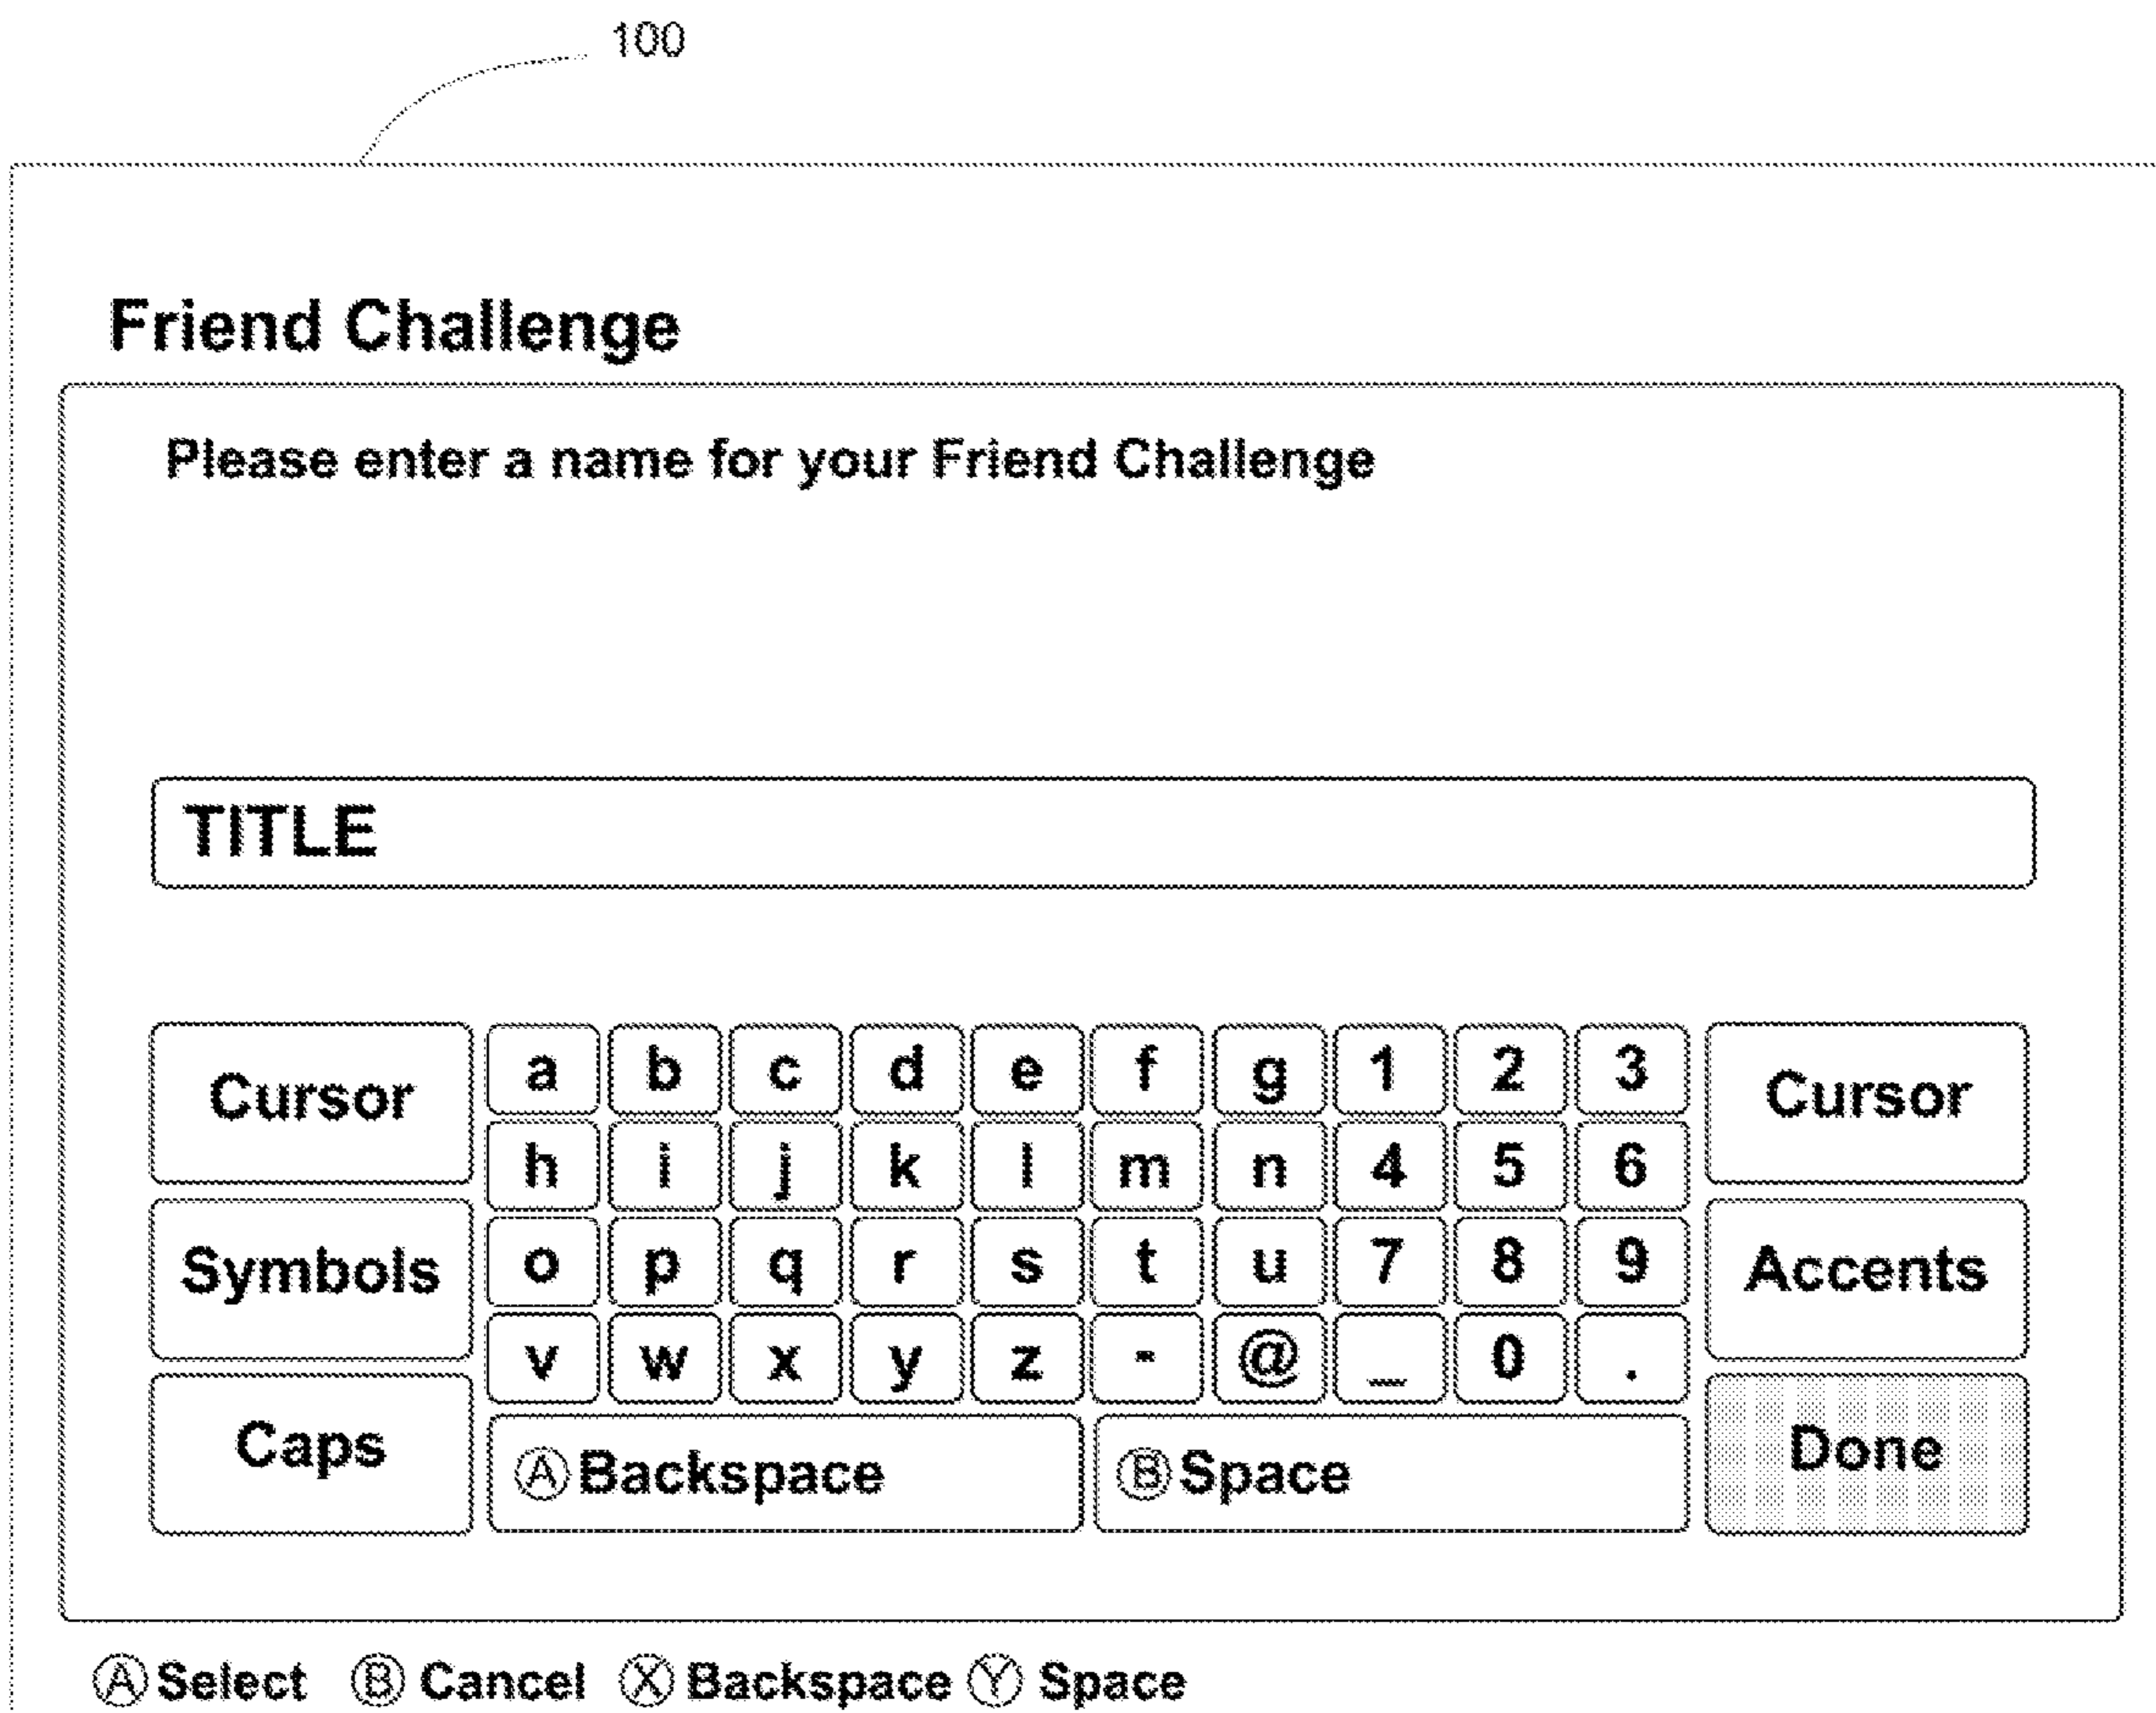 100
Friend Challenge
Please enter a name for your Friend Challenge
TITLE
Cursor a b c d e f g 1 2 3 Cursor
h i j k l m n 4 5 6
Symbols o p q r s t u 7 8 9 Accents
v w x y z - @ _ 0 .
Caps Ⓐ Backspace Ⓑ Space Done
Ⓐ Select Ⓑ Cancel Ⓧ Backspace Ⓨ Space